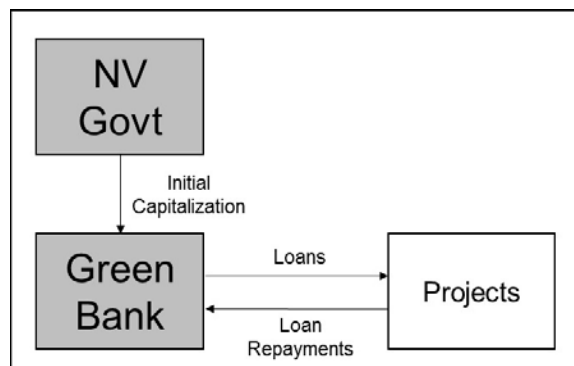 NV
Govt
Initial
Capitalization
Green
Bank
Loans
Projects
Loan
Repayments